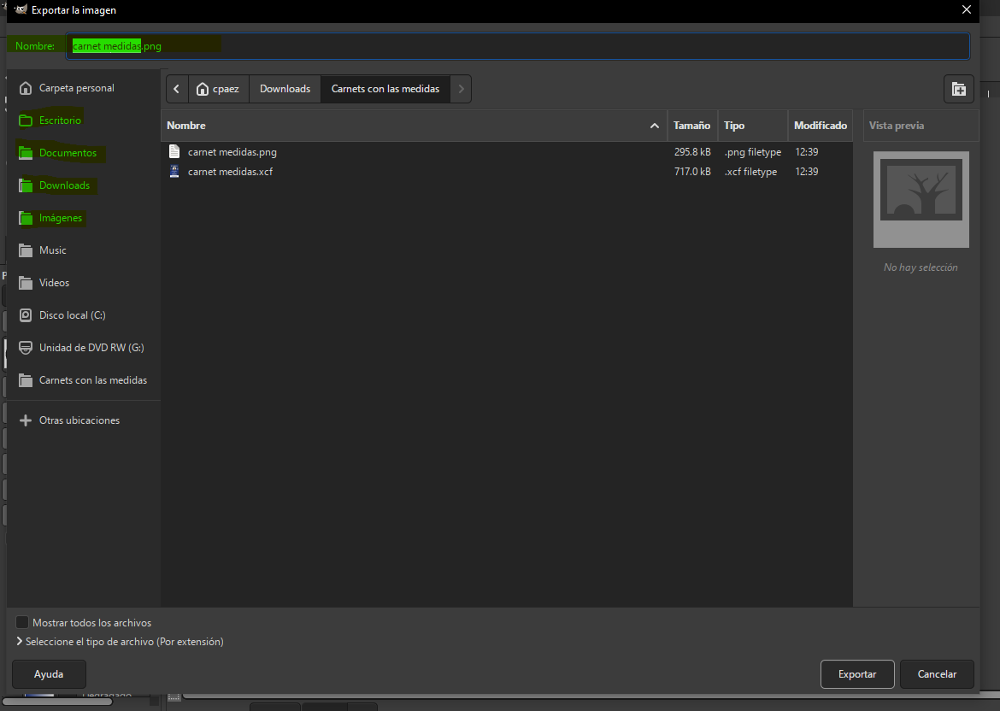 Exportar la imagen
Nombre: carnet medidas.png
Carpeta personal
Escritorio
Documentos
Downloads
Imágenes
Music
Videos
Disco local (C:)
Unidad de DVD RW (G:)
Carnets con las medidas
Otras ubicaciones
cpaez Downloads Carnets con las medidas
Nombre Tamaño Tipo Modificado
carnet medidas.png 295.8 kB .png filetype 12:39
carnet medidas.xcf 717.0 kB .xcf filetype 12:39
Vista previa
No hay selección
Mostrar todos los archivos
Seleccione el tipo de archivo (Por extensión)
Ayuda Exportar Cancelar